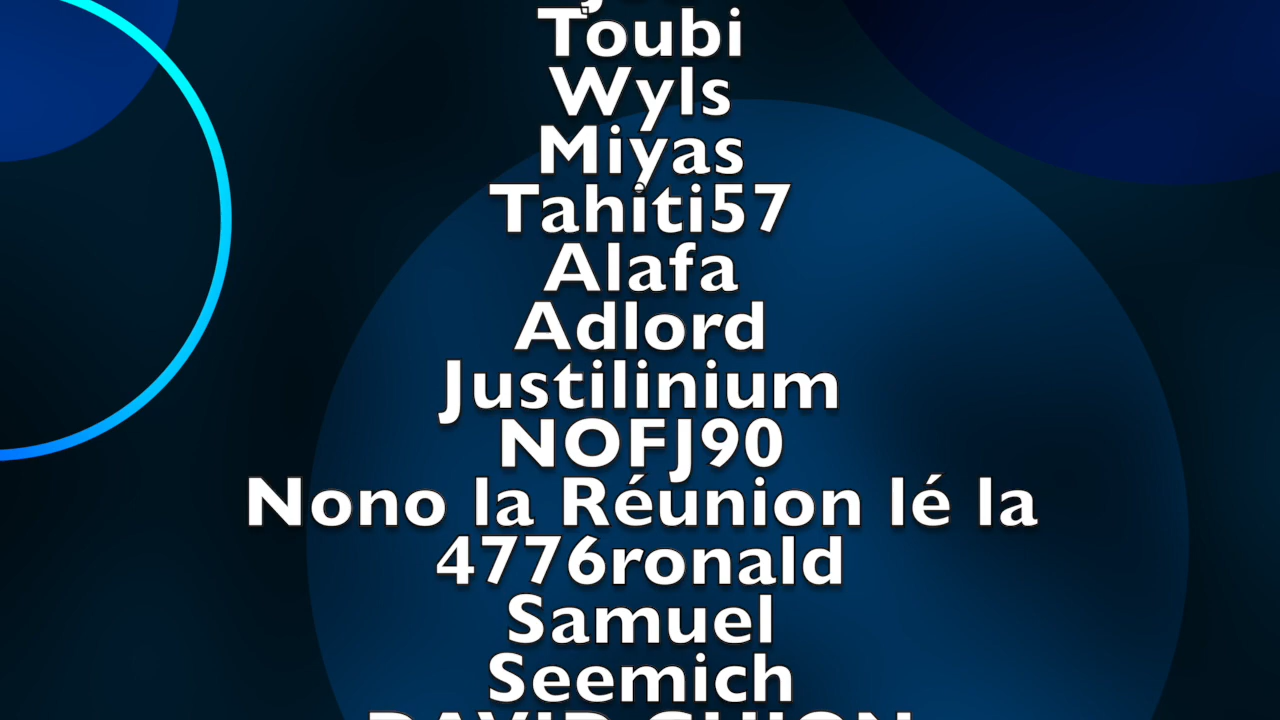 Toubi
Wyls
Miyas
Tahiti57
Alafa
Adlord
Justilinium
NOFJ90
Nono la Réunion lé la
4776ronald
Samuel
Seemich